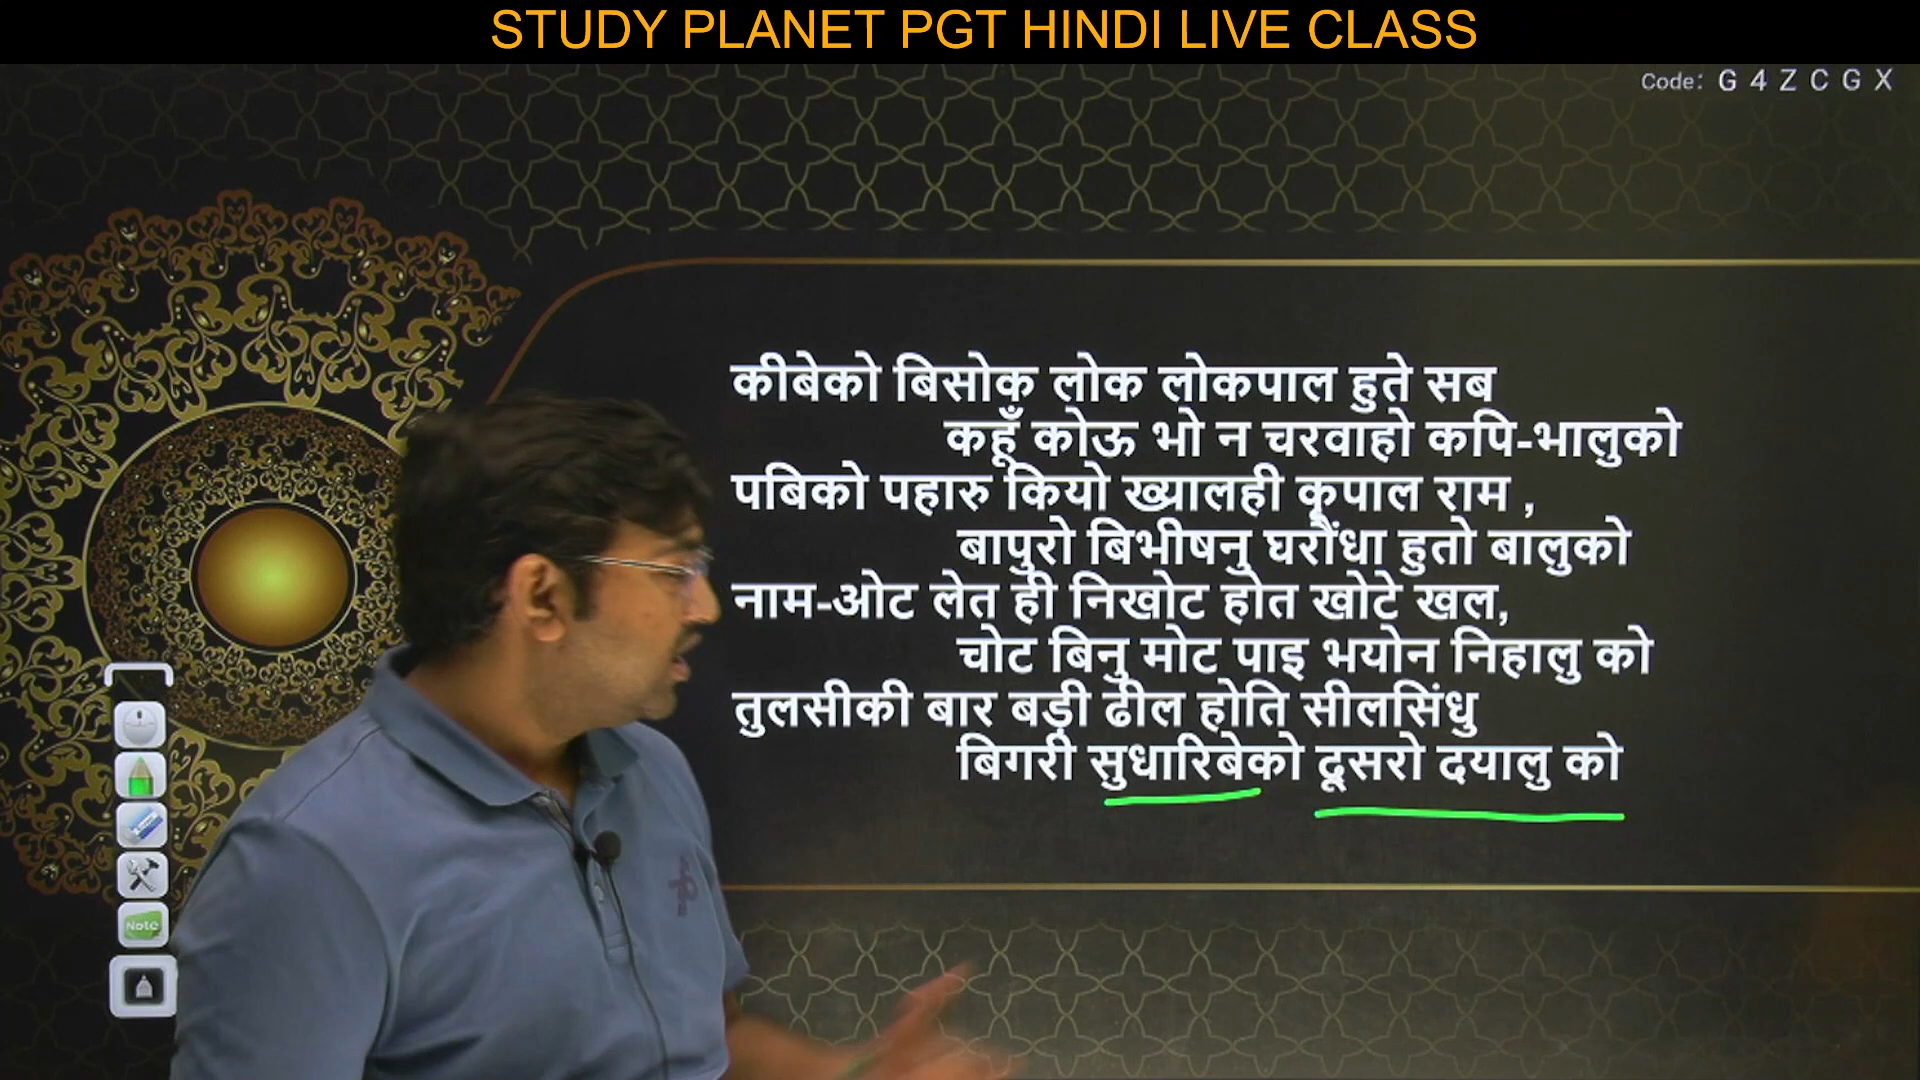 STUDY PLANET PGT HINDI LIVE CLASS
Code: G 4 Z C G X
कीबेको बिसोक लोक लोकपाल हुते सब
कहूँ कोऊ भो न चरवाहो कपि-भालुको
पबिको पहारु कियो ख्यालही कृपाल राम ,
बापुरो बिभीषनु घरौंधा हुतो बालुको
नाम-ओट लेत ही निखोट होत खोटे खल,
चोट बिनु मोट पाइ भयोन निहालु को
तुलसीकी बार बड़ी ढील होति सीलसिंधु
बिगरी सुधारिबेको दूसरो दयालु को
Note